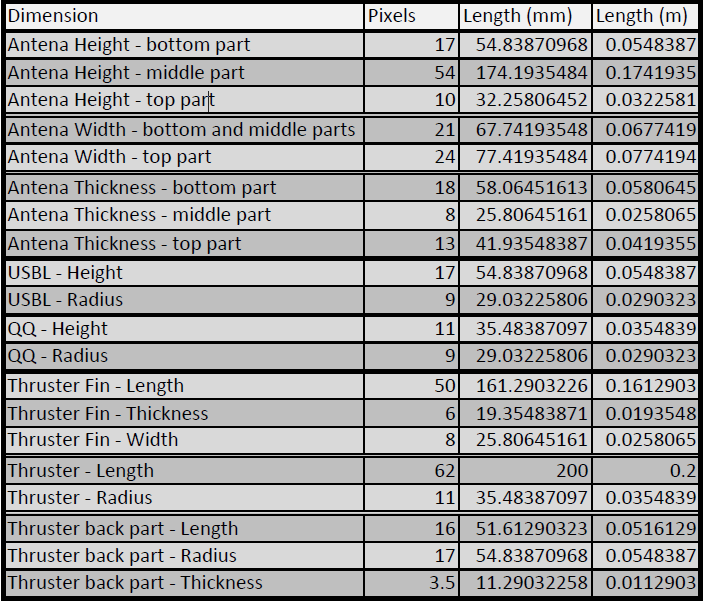 Dimension Pixels Length (mm) Length (m)
Antena Height - bottom part 17 54.83870968 0.0548387
Antena Height - middle part 54 174.1935484 0.1741935
Antena Height - top part 10 32.25806452 0.0322581
Antena Width - bottom and middle parts 21 67.74193548 0.0677419
Antena Width - top part 24 77.41935484 0.0774194
Antena Thickness - bottom part 18 58.06451613 0.0580645
Antena Thickness - middle part 8 25.80645161 0.0258065
Antena Thickness - top part 13 41.93548387 0.0419355
USBL - Height 17 54.83870968 0.0548387
USBL - Radius 9 29.03225806 0.0290323
QQ - Height 11 35.48387097 0.0354839
QQ - Radius 9 29.03225806 0.0290323
Thruster Fin - Length 50 161.2903226 0.1612903
Thruster Fin - Thickness 6 19.35483871 0.0193548
Thruster Fin - Width 8 25.80645161 0.0258065
Thruster - Length 62 200 0.2
Thruster - Radius 11 35.48387097 0.0354839
Thruster back part - Length 16 51.61290323 0.0516129
Thruster back part - Radius 17 54.83870968 0.0548387
Thruster back part - Thickness 3.5 11.29032258 0.0112903